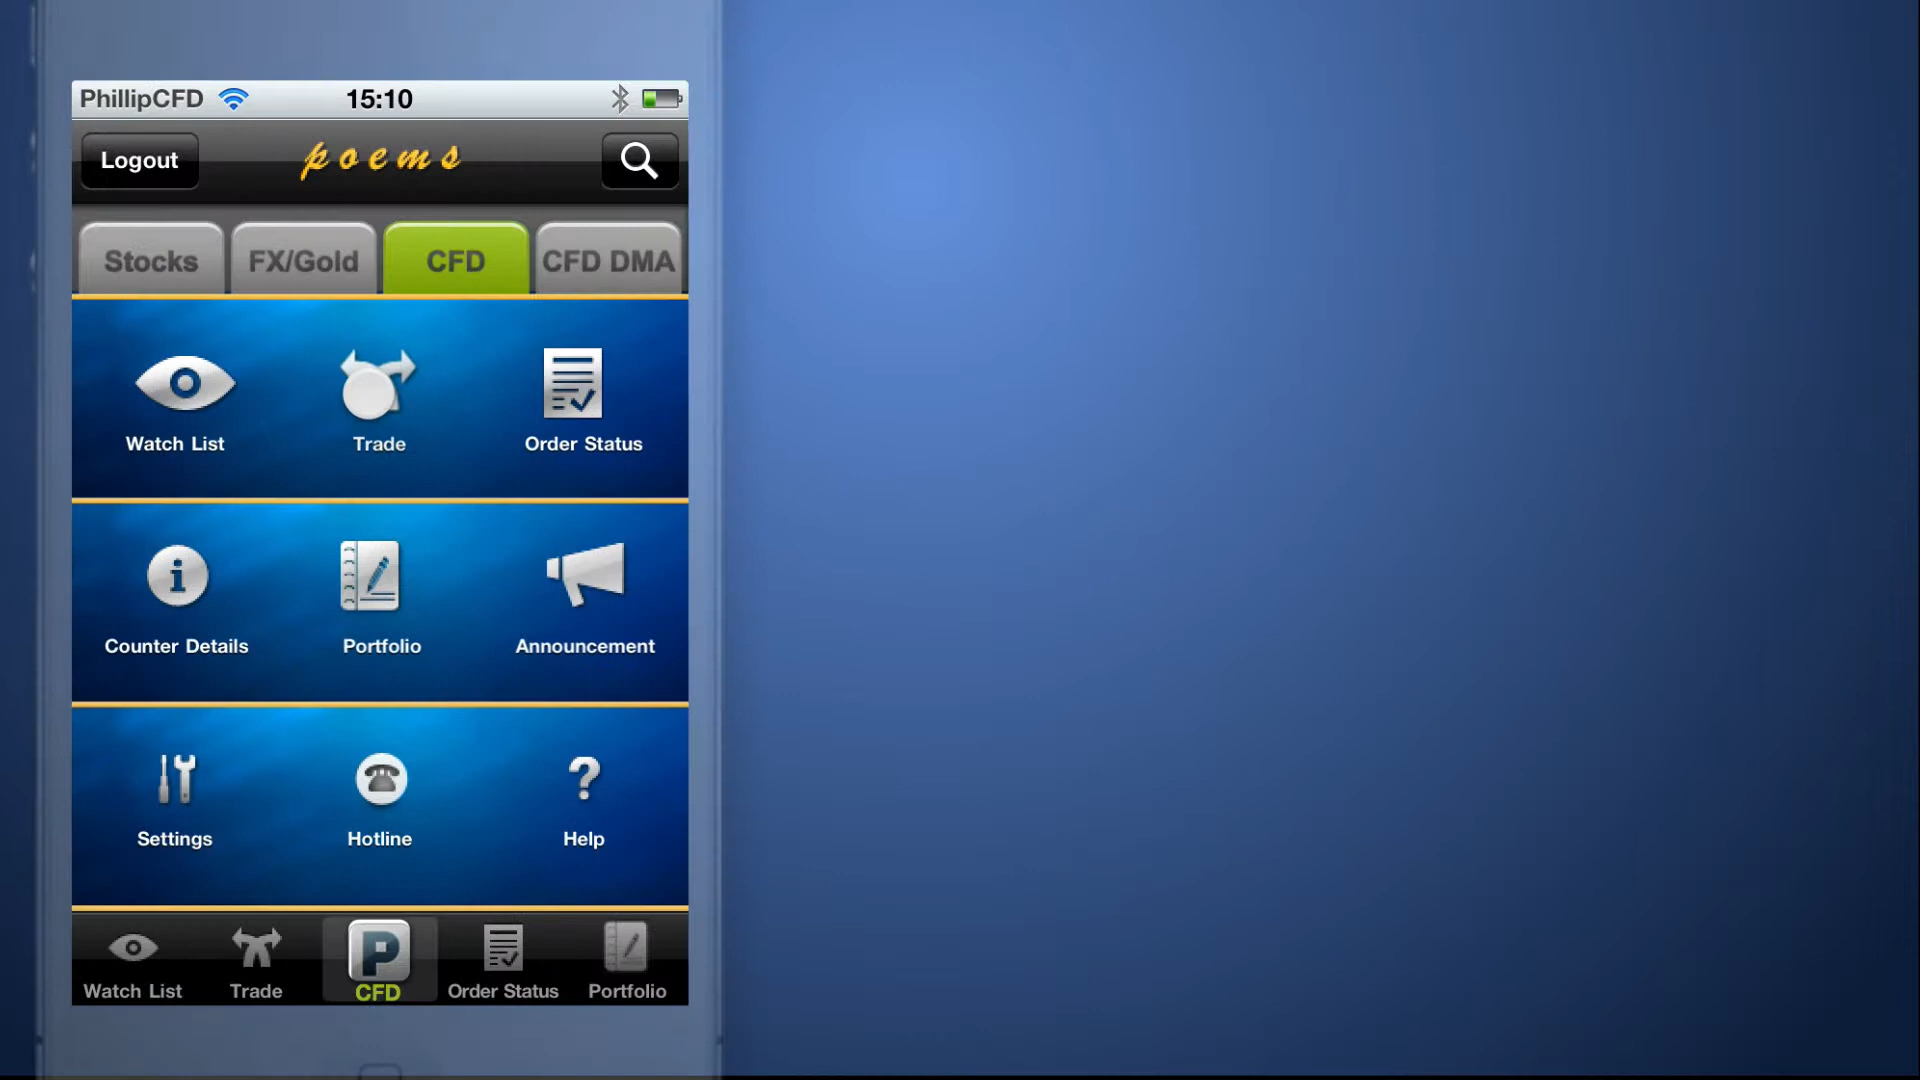 PhillipCFD 15:10
Logout poems
Stocks FX/Gold CFD CFD DMA
Watch List Trade Order Status
Counter Details Portfolio Announcement
Settings Hotline Help
Watch List Trade CFD Order Status Portfolio